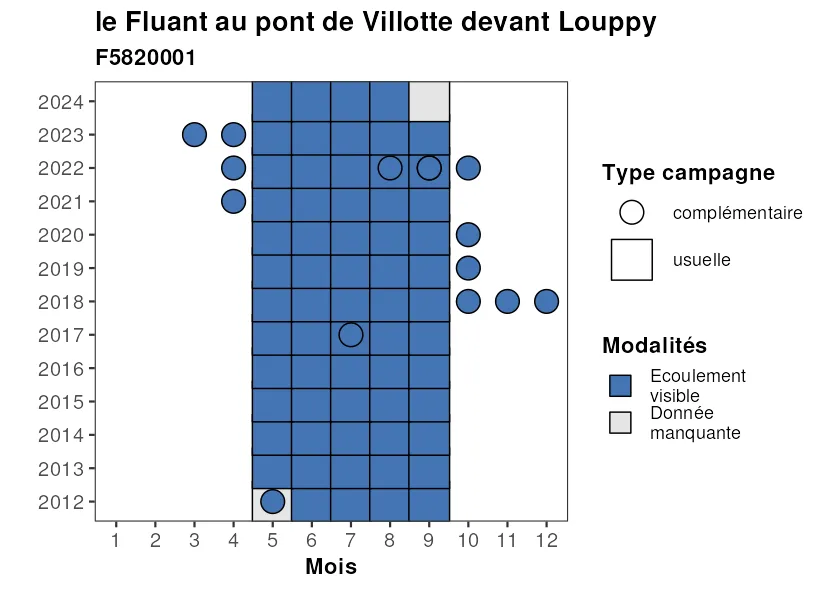 le Fluant au pont de Villotte devant Louppy
F5820001
2024
2023
2022
2021
2020
2019
2018
2017
2016
2015
2014
2013
2012
1 2 3 4 5 6 7 8 9 10 11 12
Mois
Type campagne
complémentaire
usuelle
Modalités
Ecoulement
visible
Donnée
manquante